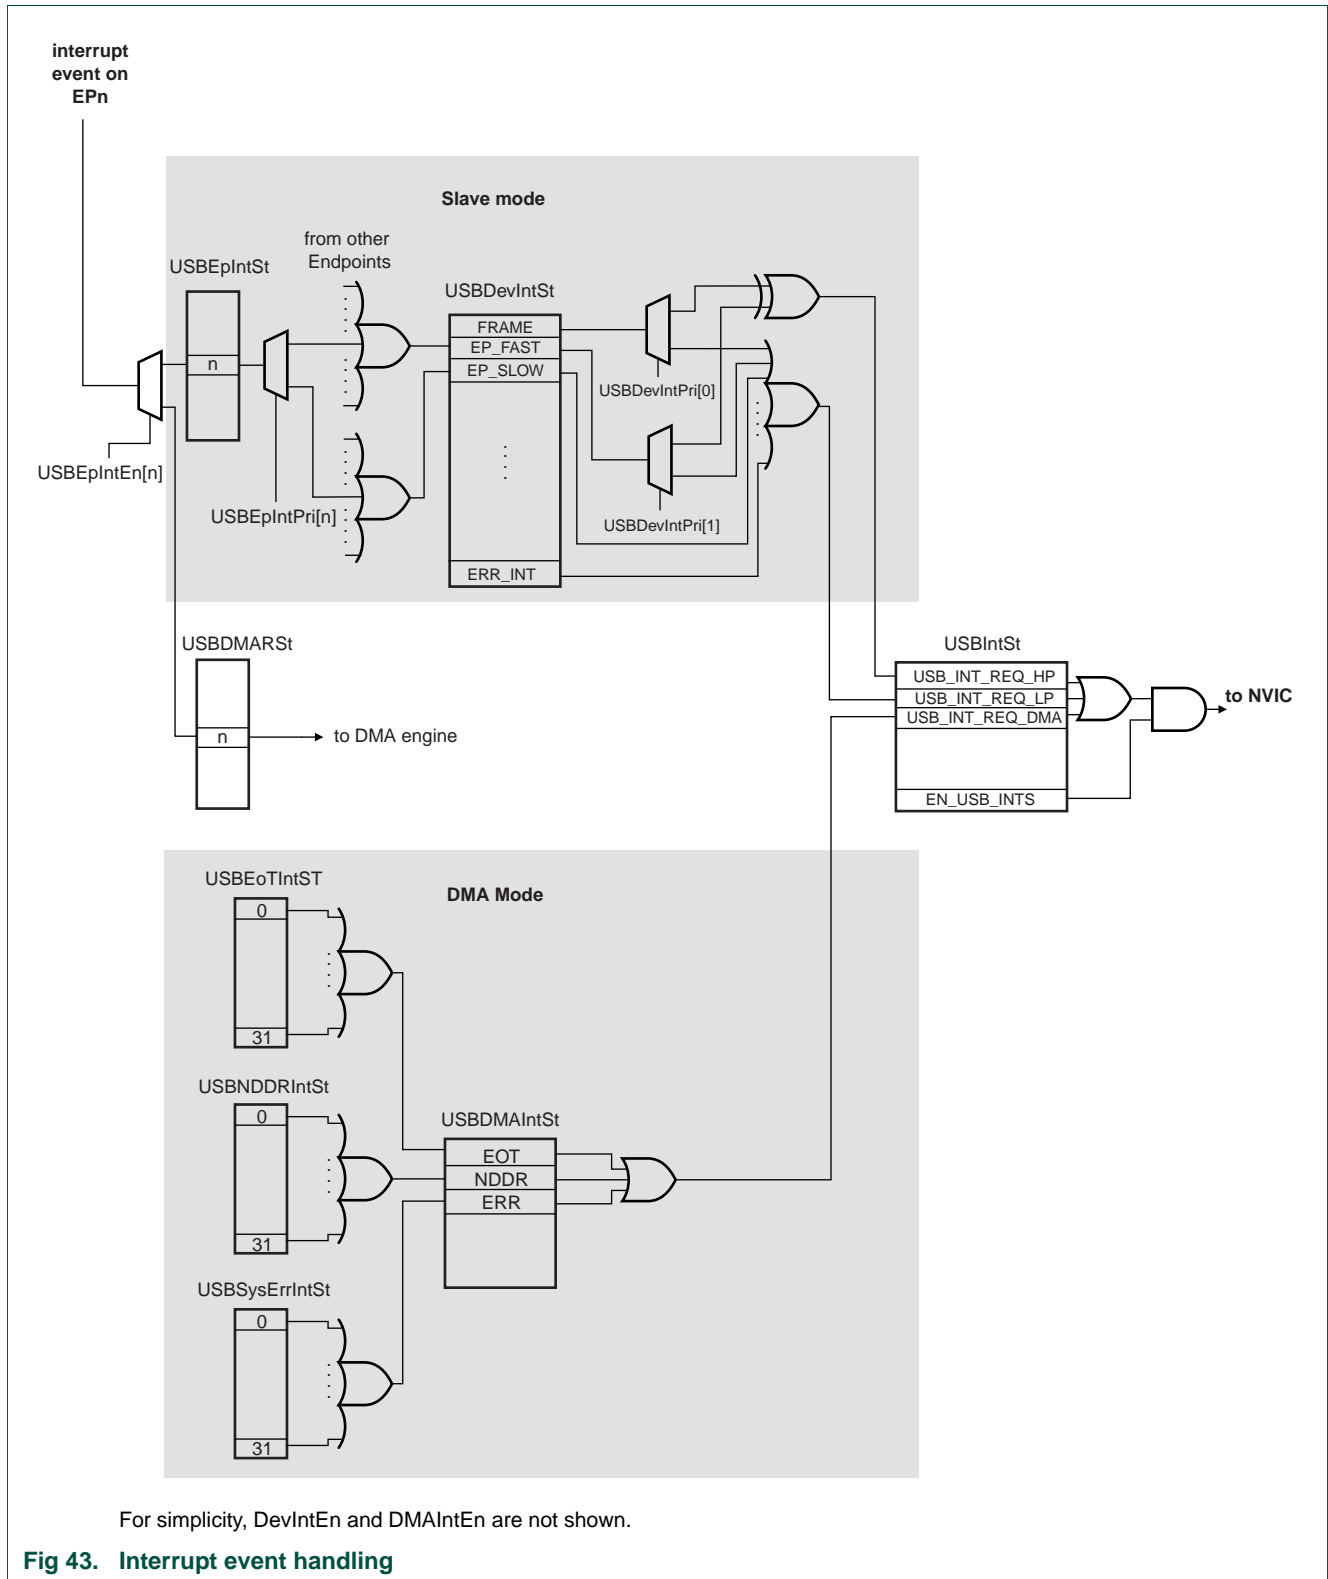 interrupt
event on
EPn
Slave mode
from other
Endpoints
USBEpIntSt
USBDevIntSt
FRAME
EP_FAST
n
EP_SLOW
USBDevIntPri[0]
USBEpIntEn[n]
USBEpIntPri[n]
USBDevIntPri[1]
ERR_INT
USBDMARSt
USBIntSt
USB_INT_REQ_HP
USB_INT_REQ_LP
to NVIC
USB_INT_REQ_DMA
n
to DMA engine
EN_USB_INTS
USBEoTIntST
DMA Mode
0
31
USBNDDRIntSt
0
USBDMAIntSt
EOT
NDDR
ERR
31
USBSysErrIntSt
0
31
For simplicity, DevIntEn and DMAIntEn are not shown.
Fig 43. Interrupt event handling